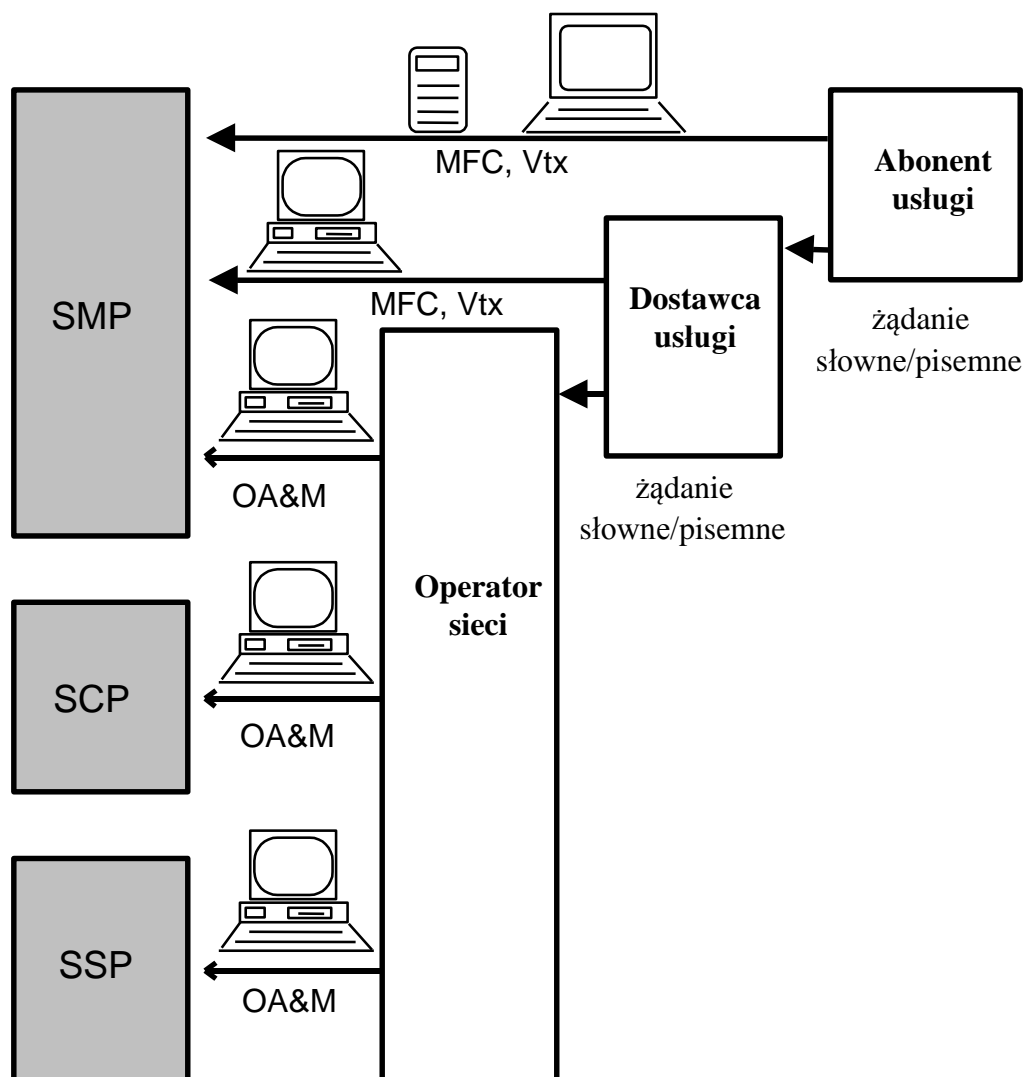 MFC, Vtx
Abonent
usługi
SMP
MFC, Vtx
Dostawca
usługi
żądanie
słowne/pisemne
OA&M
żądanie
słowne/pisemne
Operator
sieci
SCP
OA&M
SSP
OA&M